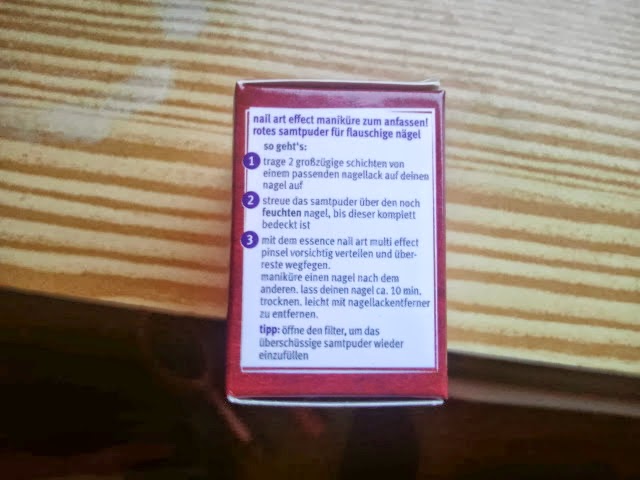 nail art effect maniküre zum anfassen!
rotes samtpuder für flauschige nägel
so geht's:
1 trage 2 großzügige schichten von
einem passenden nagellack auf deinen
nagel auf
2 streue das samtpuder über den noch
feuchten nagel, bis dieser komplett
bedeckt ist
3 mit dem essence nail art multi effect
pinsel vorsichtig verteilen und über-
reste wegfegen.
maniküre einen nagel nach dem
anderen. lass deinen nagel ca. 10 min.
trocknen. leicht mit nagellackentferner
zu entfernen.
tipp: öffne den filter, um das
überschüssige samtpuder wieder
einzufüllen